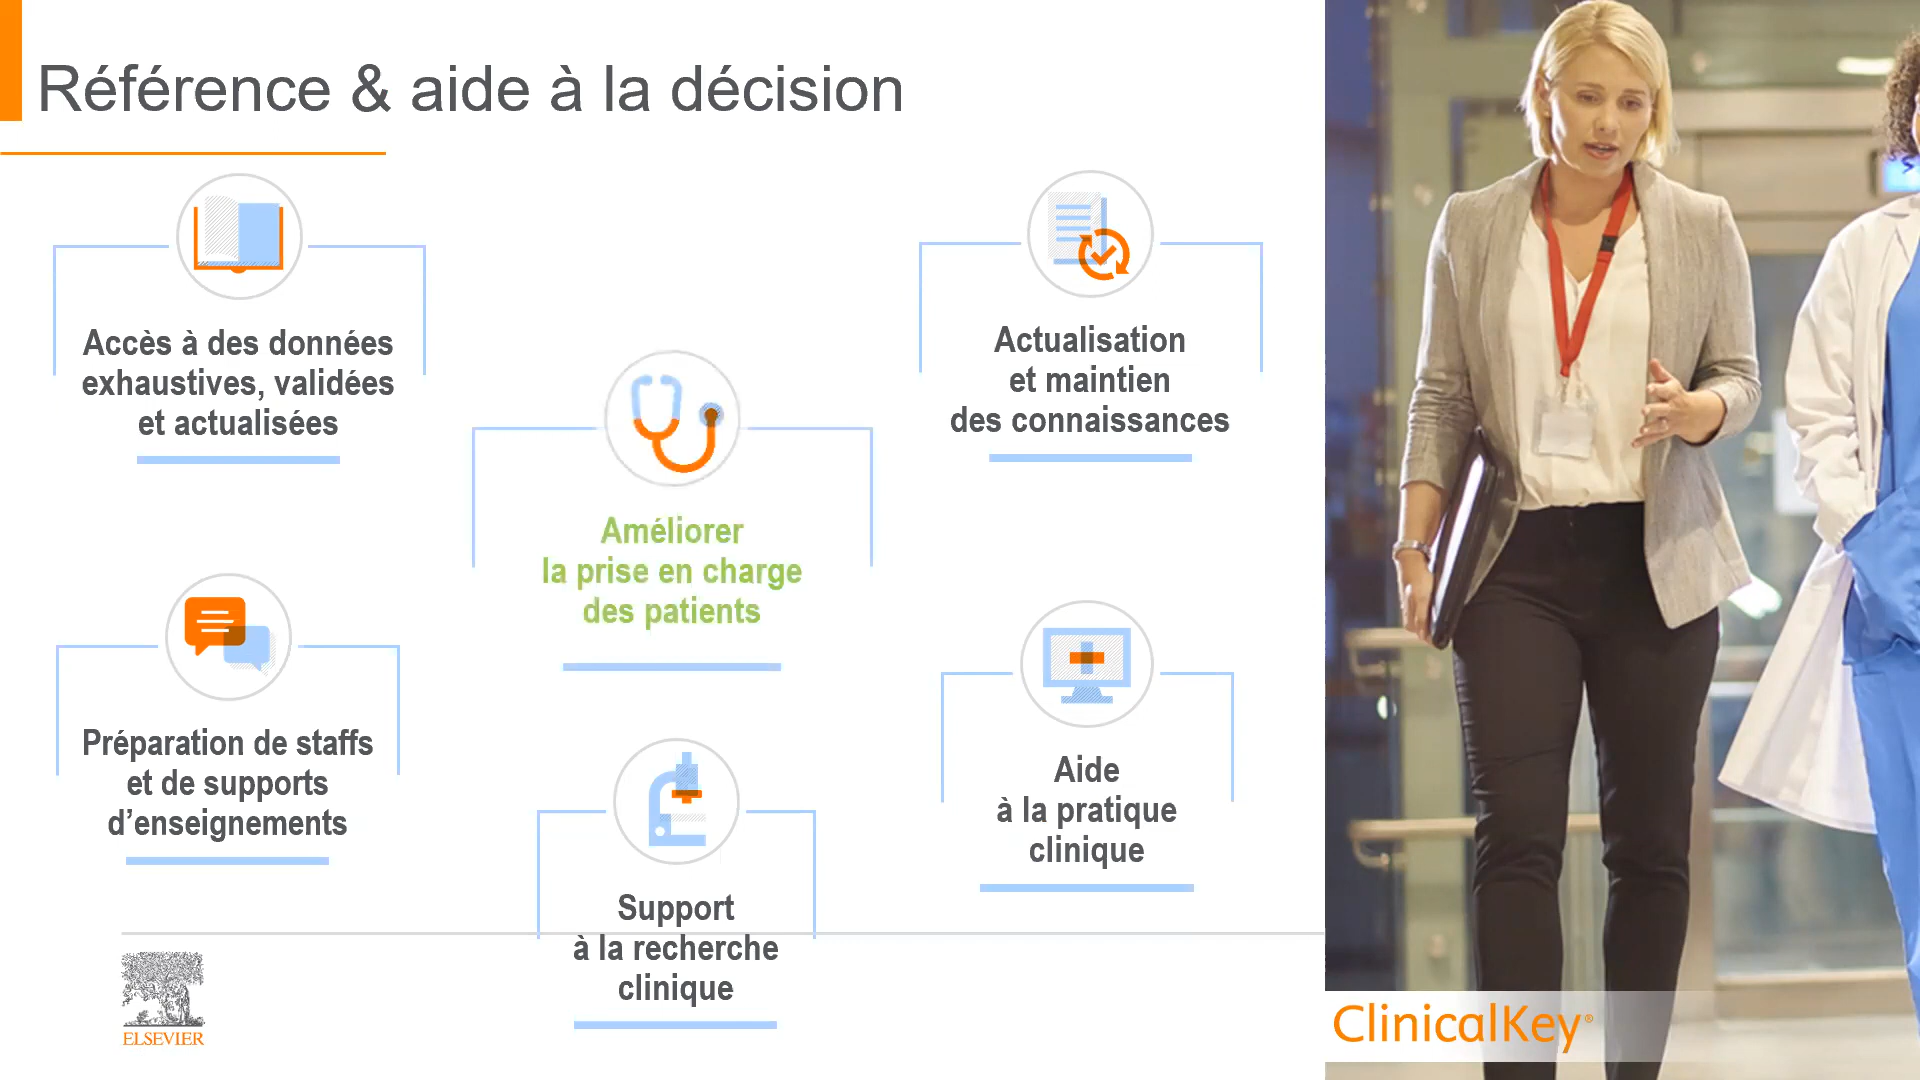 Référence & aide à la décision
Accès à des données
exhaustives, validées
et actualisées
Actualisation
et maintien
des connaissances
Améliorer
la prise en charge
des patients
Préparation de staffs
et de supports
d’enseignements
Aide
à la pratique
clinique
Support
à la recherche
clinique
ELSEVIER
ClinicalKey®